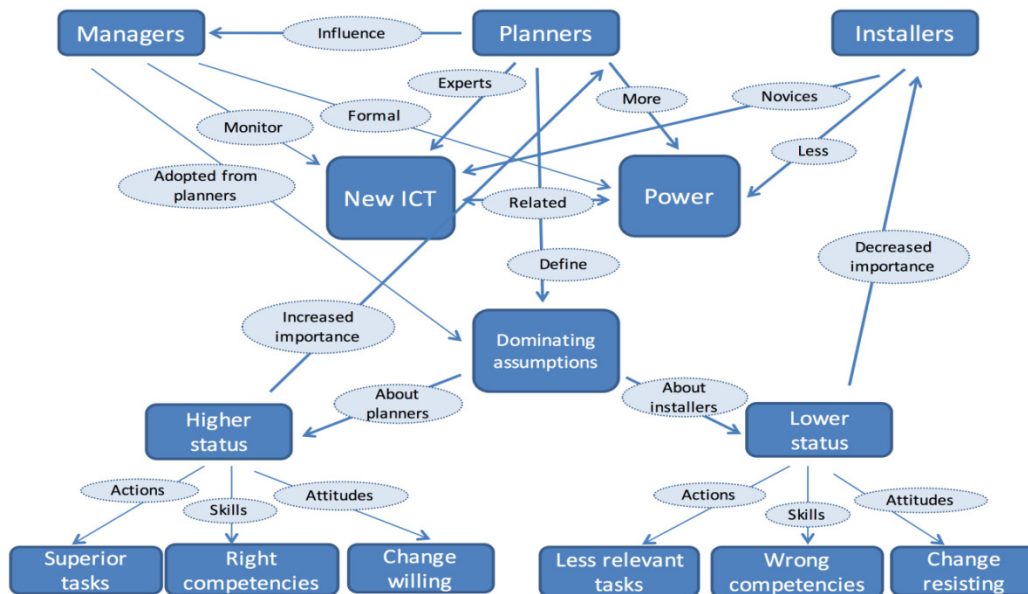 Managers
Influence
Planners
Installers
Experts
More
Novices
Monitor
Formal
Less
Adopted from
planners
New ICT
Related
Power
Define
Decreased
importance
Increased
importance
Dominating
assumptions
About
planners
About
installers
Higher
status
Lower
status
Actions
Skills
Attitudes
Actions
Skills
Attitudes
Superior
tasks
Right
competencies
Change
willing
Less relevant
tasks
Wrong
competencies
Change
resisting